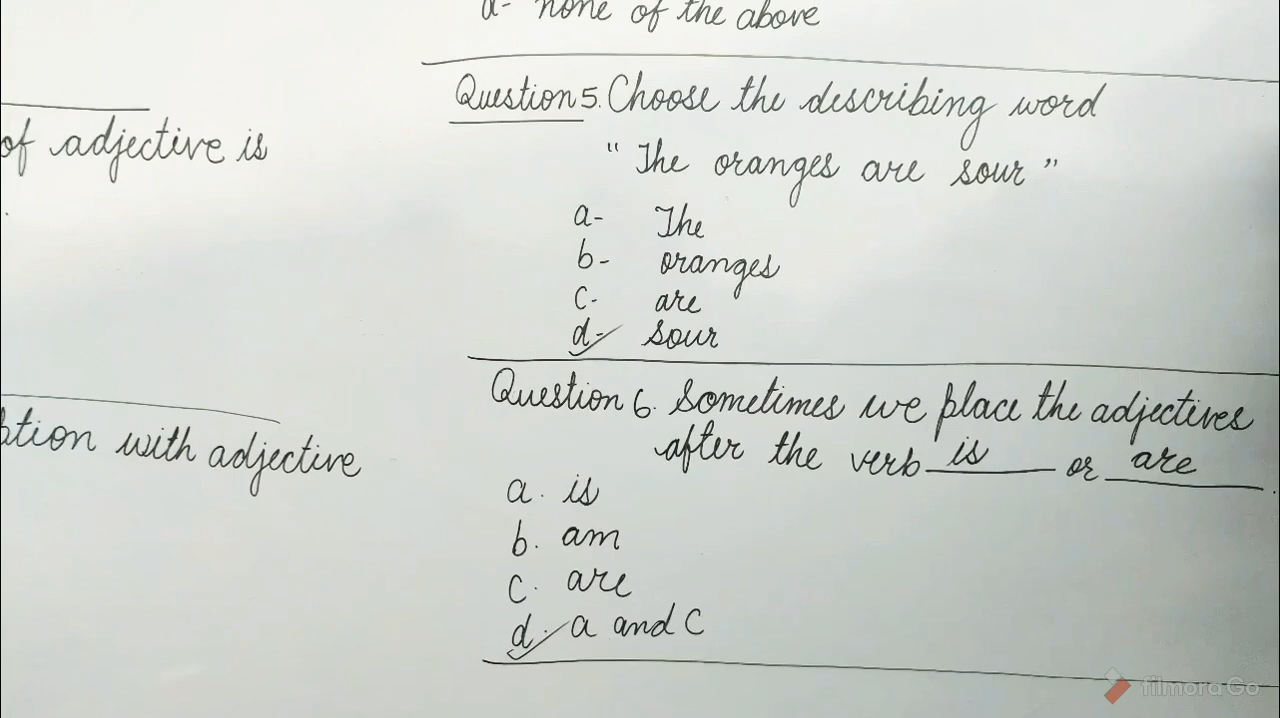 d- none of the above
of adjective is
Question 5. Choose the describing word
" The oranges are sour "
a- The
b- oranges
c- are
d- sour
Question 6. Sometimes we place the adjectives
after the verb is or are.
with adjective
a. is
b. am
c. are
d. a and c
filmora Go